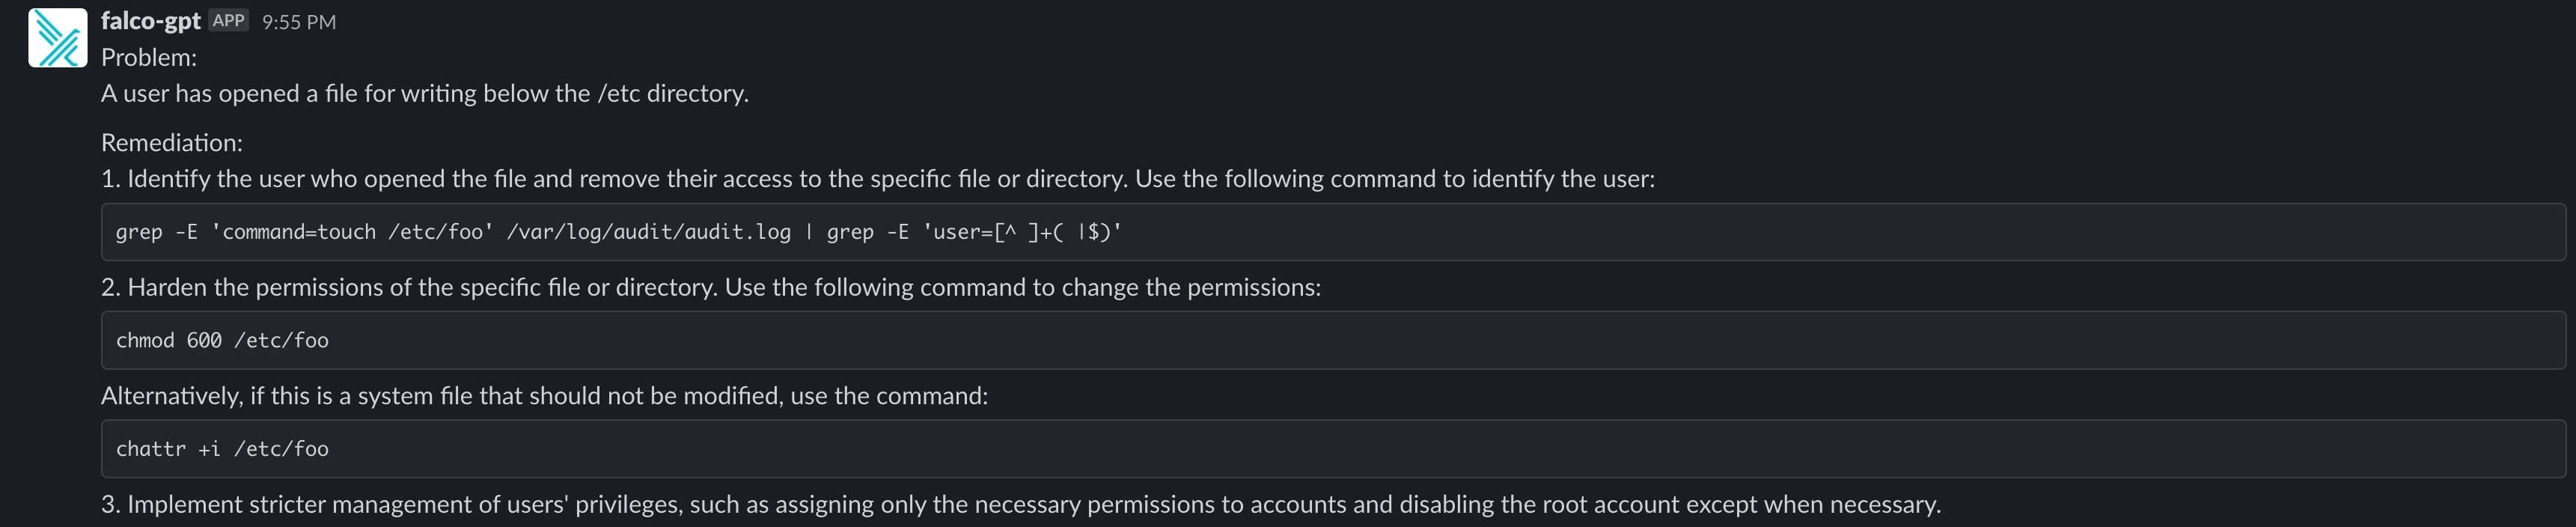 falco-gpt APP 9:55 PM
Problem:
A user has opened a file for writing below the /etc directory.
Remediation:
1. Identify the user who opened the file and remove their access to the specific file or directory. Use the following command to identify the user:
grep -E 'command=touch /etc/foo' /var/log/audit/audit.log | grep -E 'user=[^ ]+( |$)'
2. Harden the permissions of the specific file or directory. Use the following command to change the permissions:
chmod 600 /etc/foo
Alternatively, if this is a system file that should not be modified, use the command:
chattr +i /etc/foo
3. Implement stricter management of users' privileges, such as assigning only the necessary permissions to accounts and disabling the root account except when necessary.